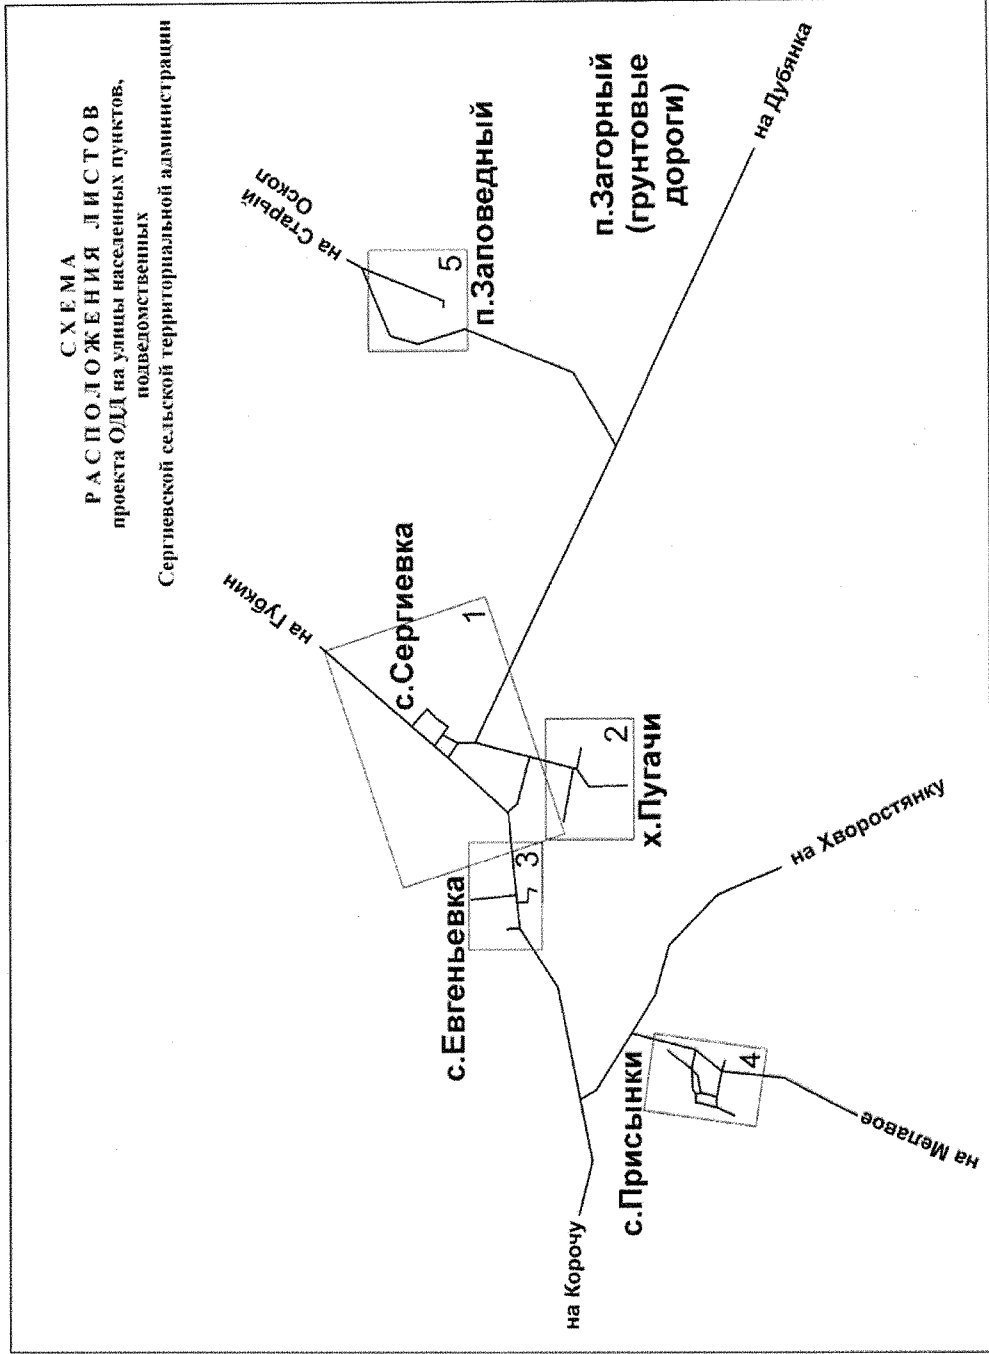 СХЕМА
РАСПОЛОЖЕНИЯ ЛИСТОВ
проекта ОДД на улицы населенных пунктов,
подведомственных
Сергиевской сельской территориальной администрации
на Губкин
с.Сергиевка
1
на Старый
Оскол
5
п.Заповедный
п.Загорный
(грунтовые
дороги)
на Дубянка
с.Евгеньевка
3
2
х.Пугачи
на Корочу
с.Присынки
4
на Хворостянку
на Мелавое